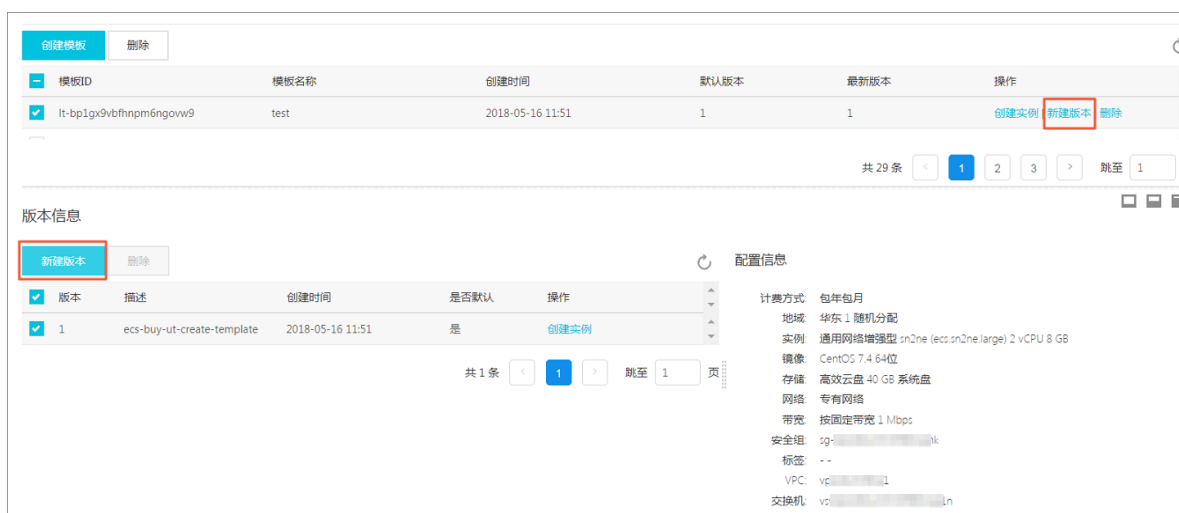 创建模板 删除
模板ID 模板名称 创建时间 默认版本 最新版本 操作
lt-bp1gx9vbfhnpm6ngovw9 test 2018-05-16 11:51 1 1 创建实例 | 新建版本 | 删除
共 29 条 < 1 2 3 > 跳至 1
版本信息
新建版本 删除
版本 描述 创建时间 是否默认 操作
1 ecs-buy-ut-create-template 2018-05-16 11:51 是 创建实例
共 1 条 < 1 > 跳至 1 页
配置信息
计费方式: 包年包月
地域: 华东 1 随机分配
实例: 通用网络增强型 sn2ne (ecs.sn2ne.large) 2 vCPU 8 GB
镜像: CentOS 7.4 64位
存储: 高效云盘 40 GB 系统盘
网络: 专有网络
带宽: 按固定带宽 1 Mbps
安全组: sg-
标签: - -
VPC:
交换机: